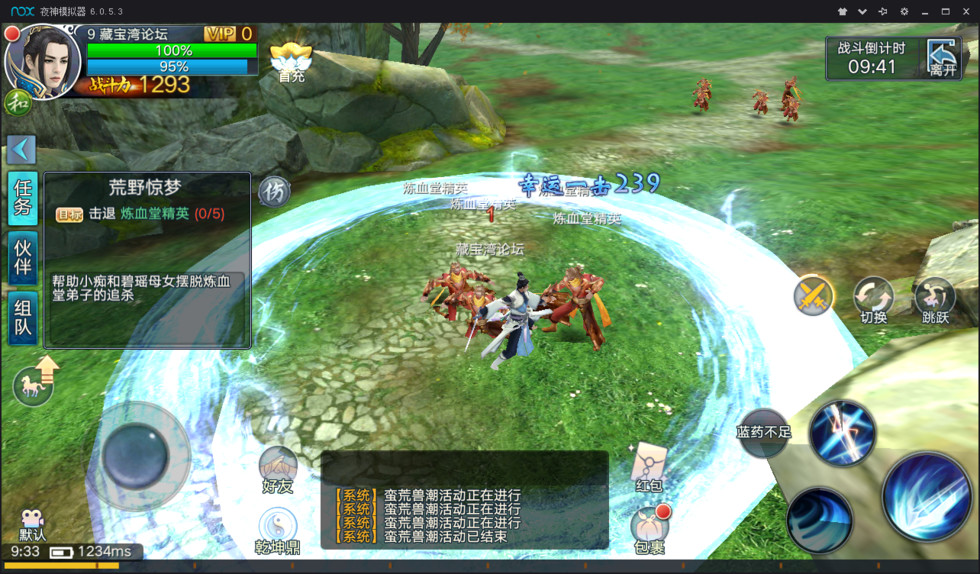 nox 夜神模拟器 6.0.5.3
9 藏宝湾论坛 VIP 0
100%
95%
战斗力 1293
和
首充
战斗倒计时
09:41
离开
任务
伙伴
组队
荒野惊梦
目标 击退 炼血堂精英 (0/5)
帮助小痴和碧瑶母女摆脱炼血
堂弟子的追杀
伤
炼血堂精英
幸运一击239
炼血堂精英
1
炼血堂精英
藏宝湾论坛
切换
跳跃
蓝药不足
好友
乾坤鼎
红包
包裹
【系统】 蛮荒兽潮活动正在进行
【系统】 蛮荒兽潮活动正在进行
【系统】 蛮荒兽潮活动正在进行
【系统】 蛮荒兽潮活动已结束
默认
9:33 1234ms